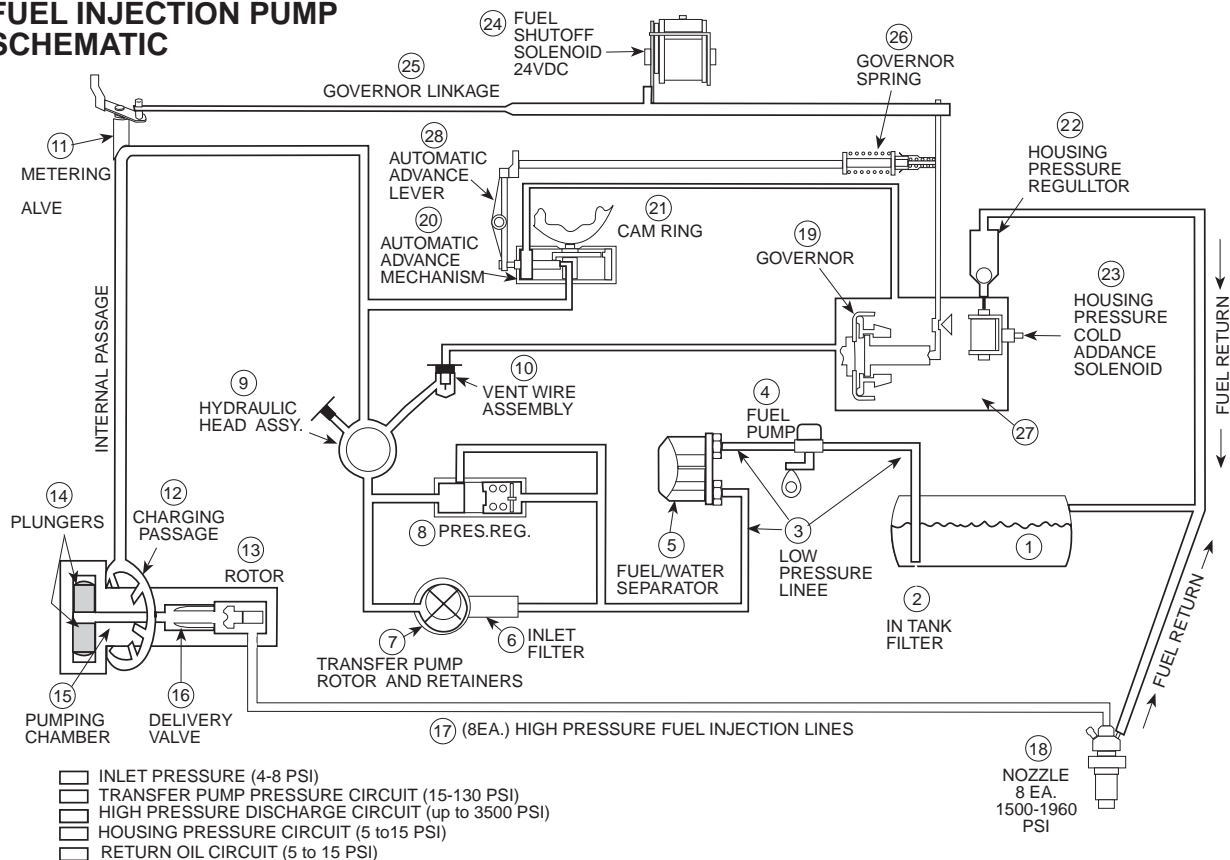 FUEL INJECTION PUMP
SCHEMATIC
24 FUEL
SHUTOFF
SOLENOID
24VDC
25
GOVERNOR LINKAGE
26
GOVERNOR
SPRING
11
METERING
ALVE
28
AUTOMATIC
ADVANCE
LEVER
22
HOUSING
PRESSURE
REGULLTOR
20
AUTOMATIC
ADVANCE
MECHANISM
21
CAM RING
19
GOVERNOR
23
HOUSING
PRESSURE
COLD
ADDANCE
SOLENOID
FUEL RETURN
INTERNAL PASSAGE
9
HYDRAULIC
HEAD ASSY.
10
VENT WIRE
ASSEMBLY
4
FUEL
PUMP
27
14
PLUNGERS
12
CHARGING
PASSAGE
13
ROTOR
8 PRES.REG.
5
FUEL/WATER
SEPARATOR
3
LOW
PRESSURE
LINEE
1
2
IN TANK
FILTER
7
TRANSFER PUMP
ROTOR AND RETAINERS
6 INLET
FILTER
FUEL RETURN
15
PUMPING
CHAMBER
16
DELIVERY
VALVE
17 (8EA.) HIGH PRESSURE FUEL INJECTION LINES
18
NOZZLE
8 EA.
1500-1960
PSI
INLET PRESSURE (4-8 PSI)
TRANSFER PUMP PRESSURE CIRCUIT (15-130 PSI)
HIGH PRESSURE DISCHARGE CIRCUIT (up to 3500 PSI)
HOUSING PRESSURE CIRCUIT (5 to15 PSI)
RETURN OIL CIRCUIT (5 to 15 PSI)